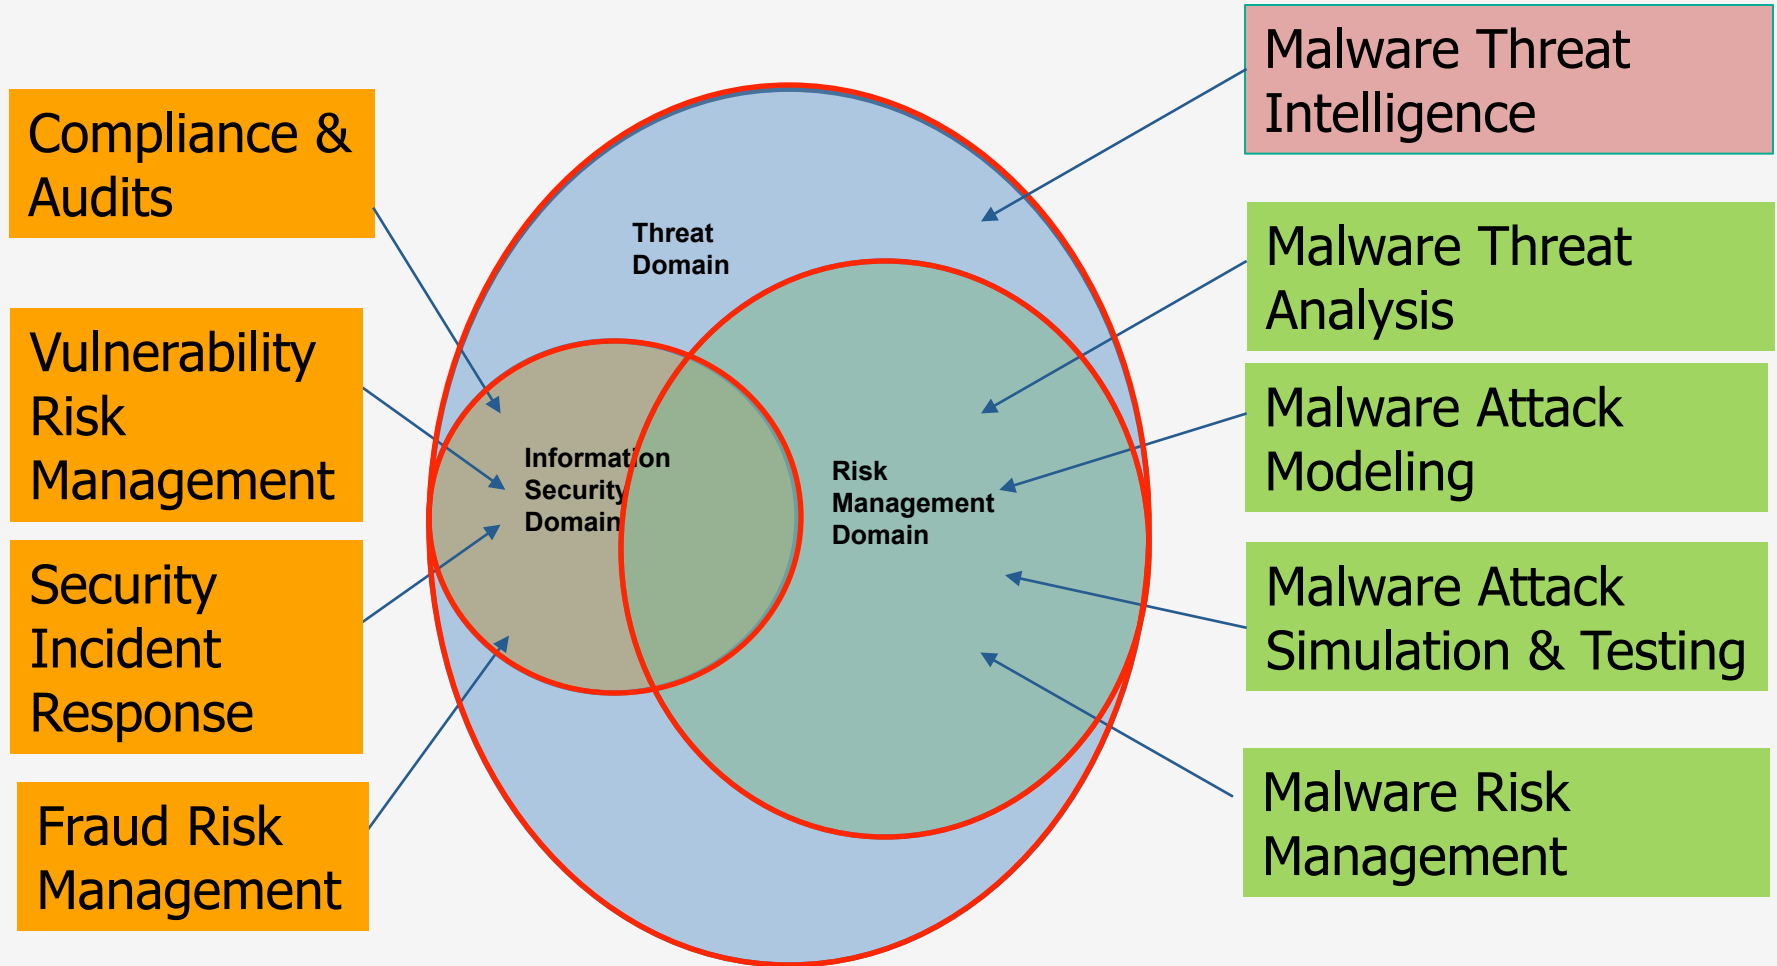 Compliance &
Audits
Vulnerability
Risk
Management
Security
Incident
Response
Fraud Risk
Management
Threat
Domain
Information
Security
Domain
Risk
Management
Domain
Malware Threat
Intelligence
Malware Threat
Analysis
Malware Attack
Modeling
Malware Attack
Simulation & Testing
Malware Risk
Management